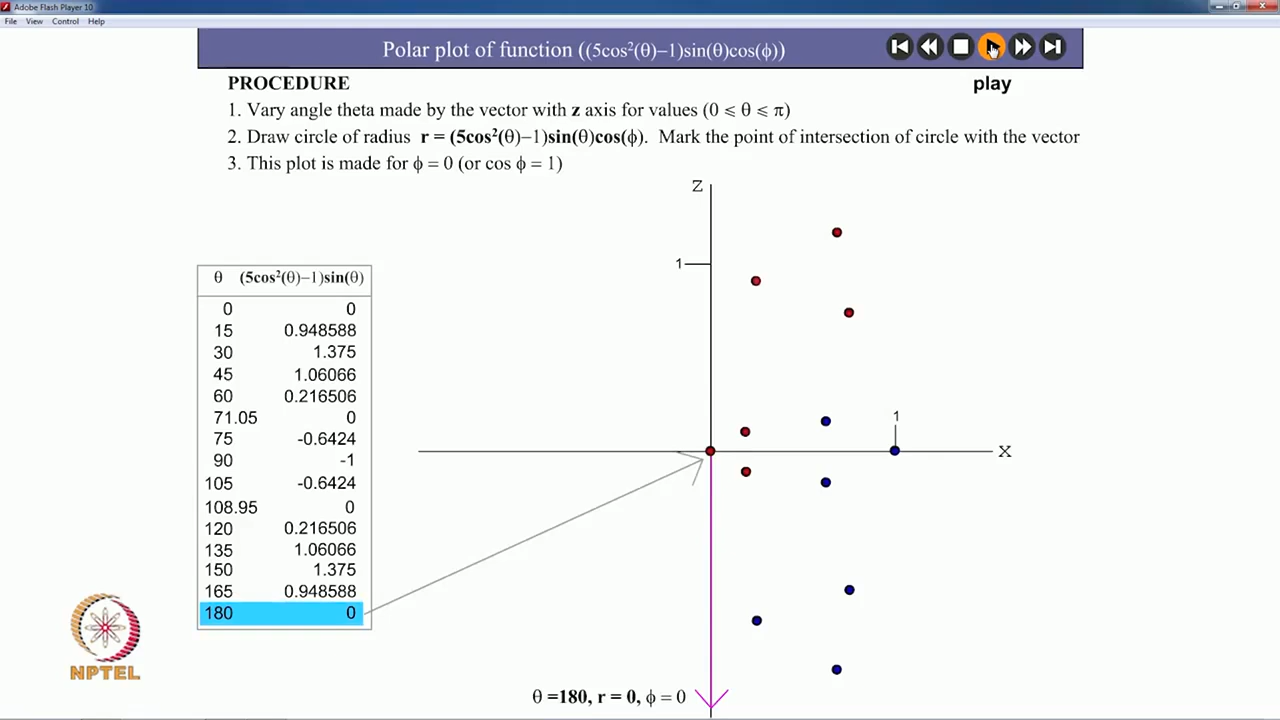 Adobe Flash Player 10
File View Control Help
Polar plot of function ((5cos²(θ)−1)sin(θ)cos(ϕ))
play
PROCEDURE
1. Vary angle theta made by the vector with z axis for values (0 ⩽ θ ⩽ π)
2. Draw circle of radius r = (5cos²(θ)−1)sin(θ)cos(ϕ). Mark the point of intersection of circle with the vector
3. This plot is made for ϕ = 0 (or cos ϕ = 1)
Z
1
1
X
θ (5cos²(θ)−1)sin(θ)
0 0
15 0.948588
30 1.375
45 1.06066
60 0.216506
71.05 0
75 -0.6424
90 -1
105 -0.6424
108.95 0
120 0.216506
135 1.06066
150 1.375
165 0.948588
180 0
θ =180, r = 0, ϕ = 0
NPTEL